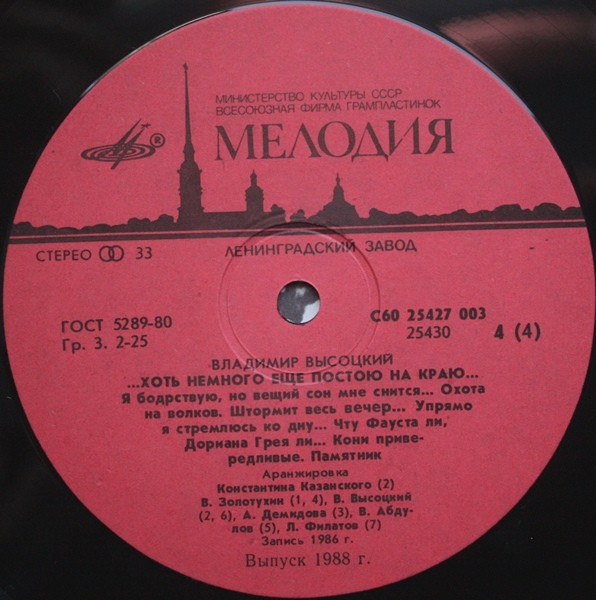 МИНИСТЕРСТВО КУЛЬТУРЫ СССР
ВСЕСОЮЗНАЯ ФИРМА ГРАМПЛАСТИНОК
МЕЛОДИЯ
®
СТЕРЕО 33
ЛЕНИНГРАДСКИЙ ЗАВОД
ГОСТ 5289-80
Гр. 3. 2-25
С60 25427 003
25430
4 (4)
ВЛАДИМИР ВЫСОЦКИЙ
...ХОТЬ НЕМНОГО ЕЩЕ ПОСТОЮ НА КРАЮ...
Я бодрствую, но вещий сон мне снится... Охота
на волков. Штормит весь вечер... Упрямо
я стремлюсь ко дну... Чту Фауста ли,
Дориана Грея ли... Кони приве-
редливые. Памятник
Аранжировка
Константина Казанского (2)
В. Золотухин (1, 4), В. Высоцкий
(2, 6), А. Демидова (3), В. Абду-
лов (5), Л. Филатов (7)
Запись 1986 г.
Выпуск 1988 г.